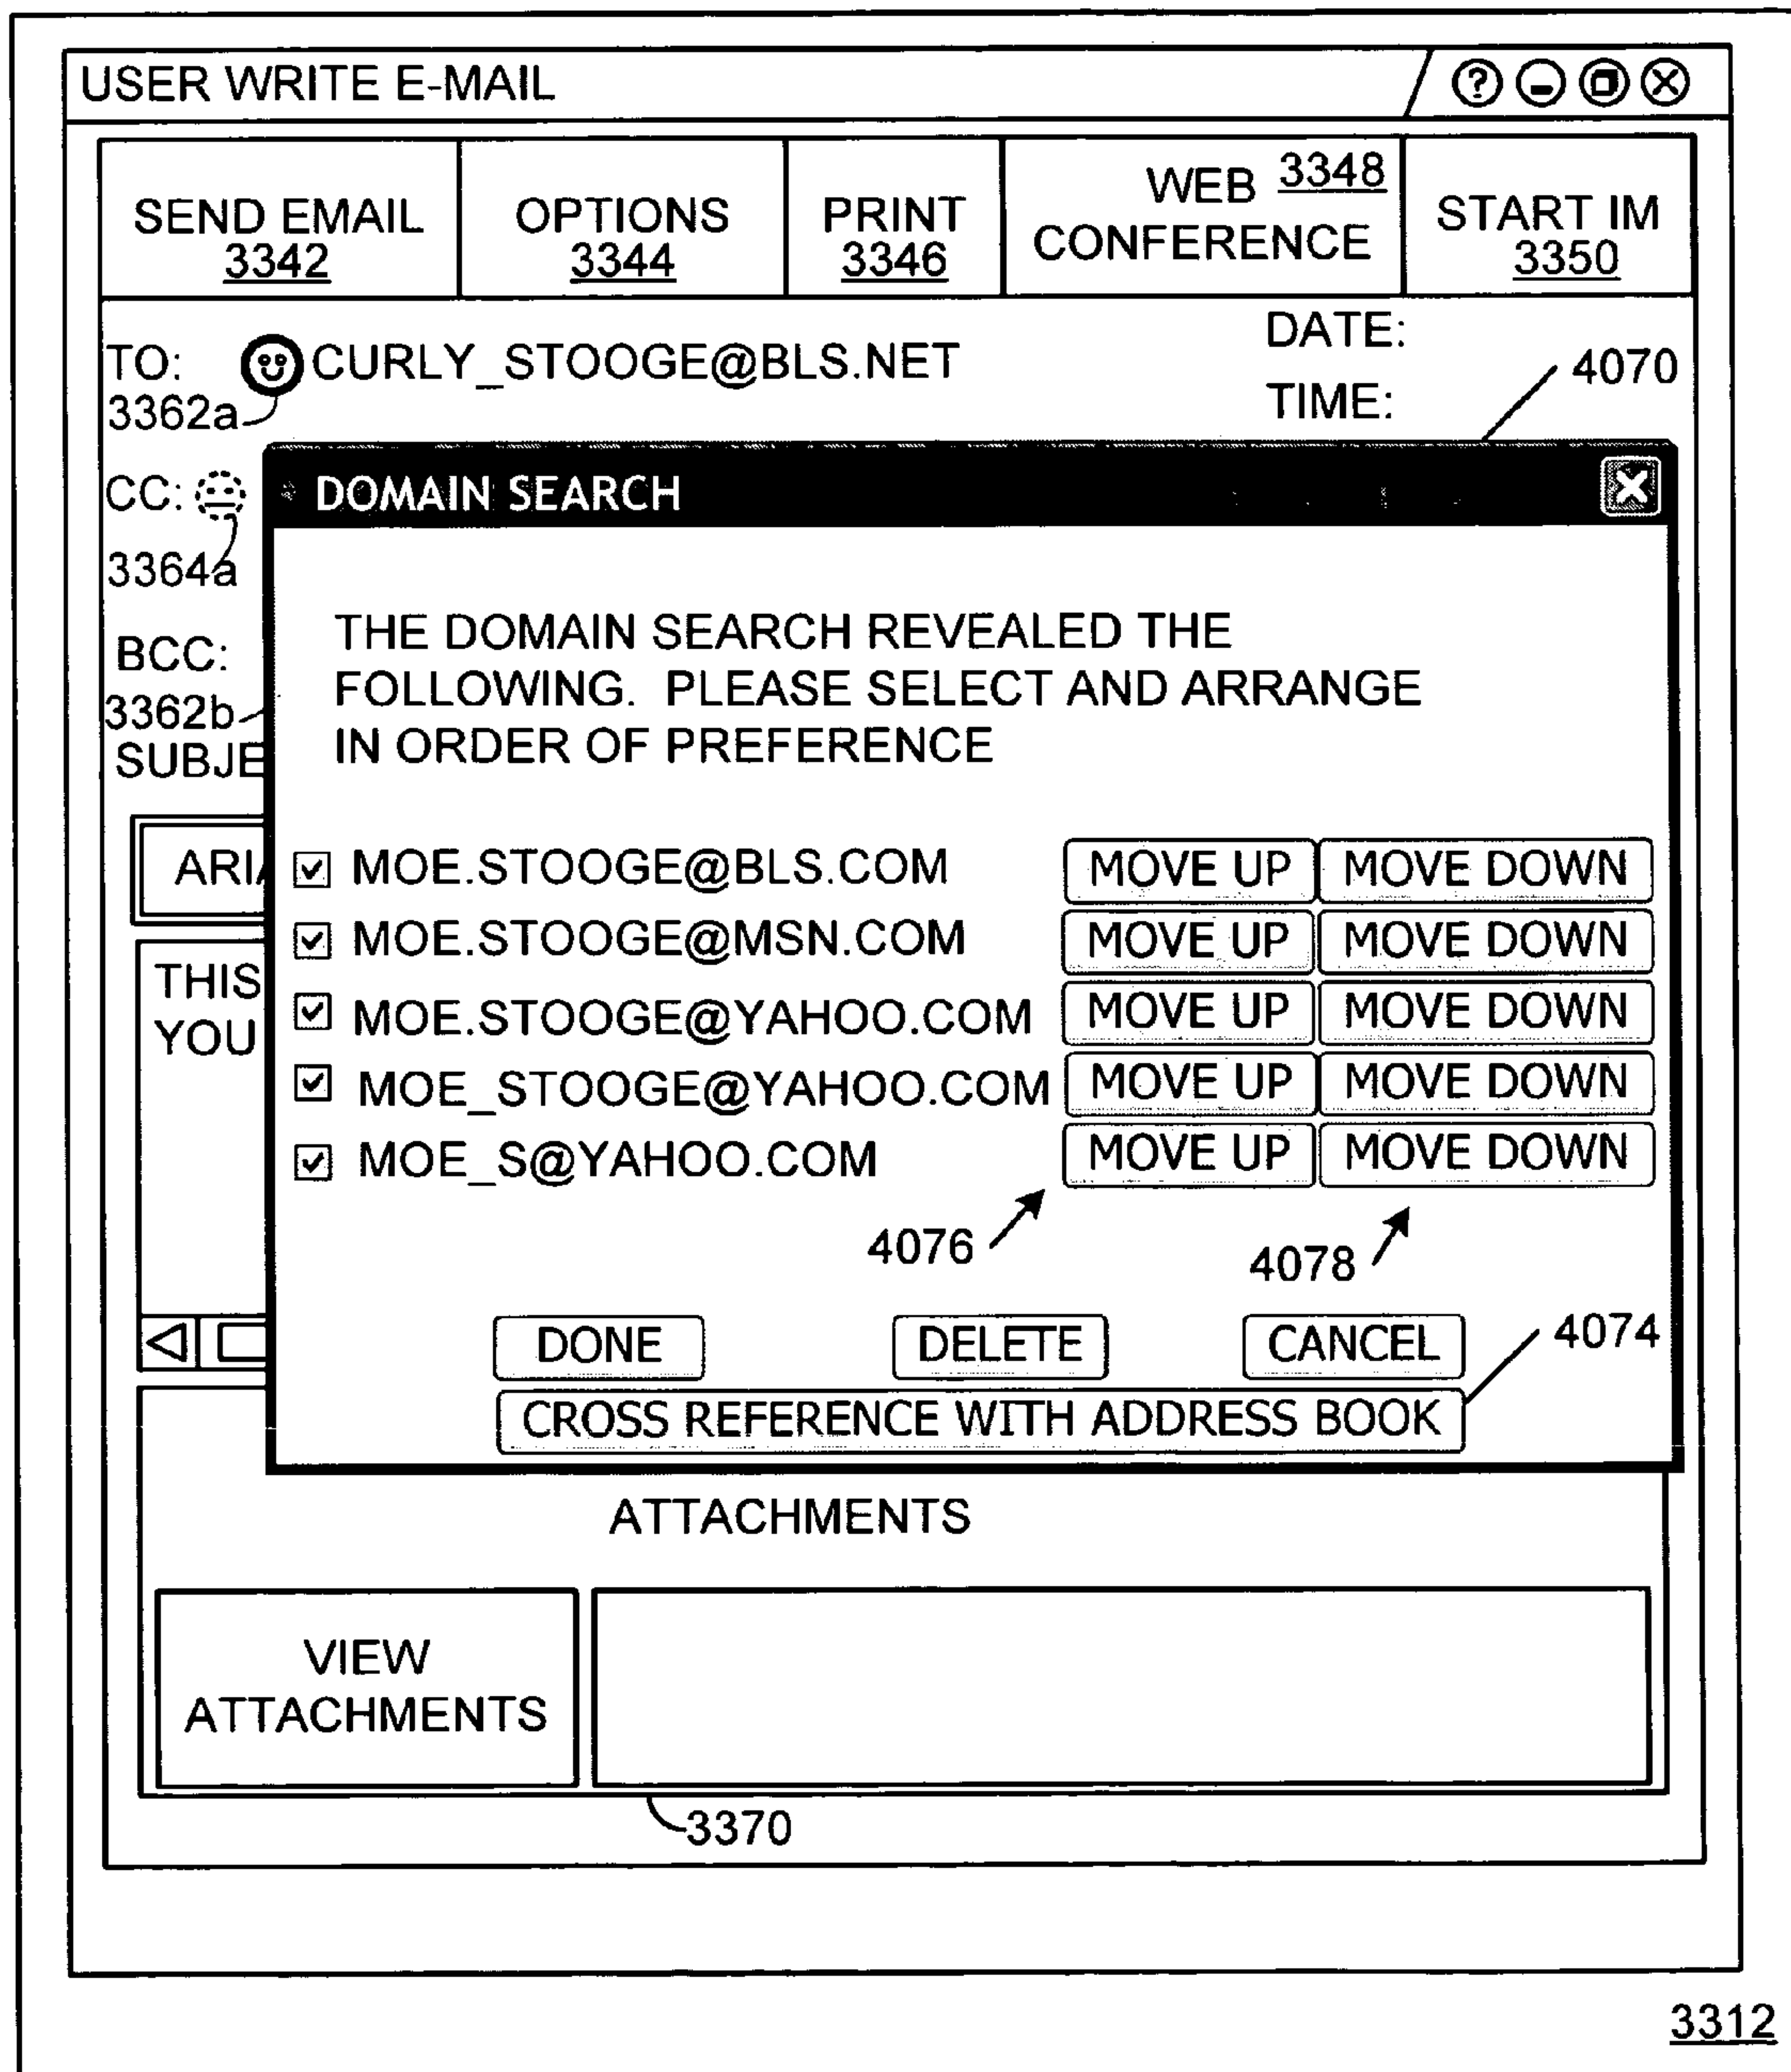 USER WRITE E-MAIL
SEND EMAIL
3342
OPTIONS
3344
PRINT
3346
WEB 3348
CONFERENCE
START IM
3350
TO: CURLY_STOOGE@BLS.NET
3362a
DATE:
TIME:
4070
CC:
3364a
BCC:
3362b
SUBJE
ARIA
THIS
YOU
DOMAIN SEARCH
THE DOMAIN SEARCH REVEALED THE
FOLLOWING. PLEASE SELECT AND ARRANGE
IN ORDER OF PREFERENCE
MOE.STOOGE@BLS.COM MOVE UP MOVE DOWN
MOE.STOOGE@MSN.COM MOVE UP MOVE DOWN
MOE.STOOGE@YAHOO.COM MOVE UP MOVE DOWN
MOE_STOOGE@YAHOO.COM MOVE UP MOVE DOWN
MOE_S@YAHOO.COM MOVE UP MOVE DOWN
4076
4078
DONE DELETE CANCEL
4074
CROSS REFERENCE WITH ADDRESS BOOK
ATTACHMENTS
VIEW
ATTACHMENTS
3370
3312